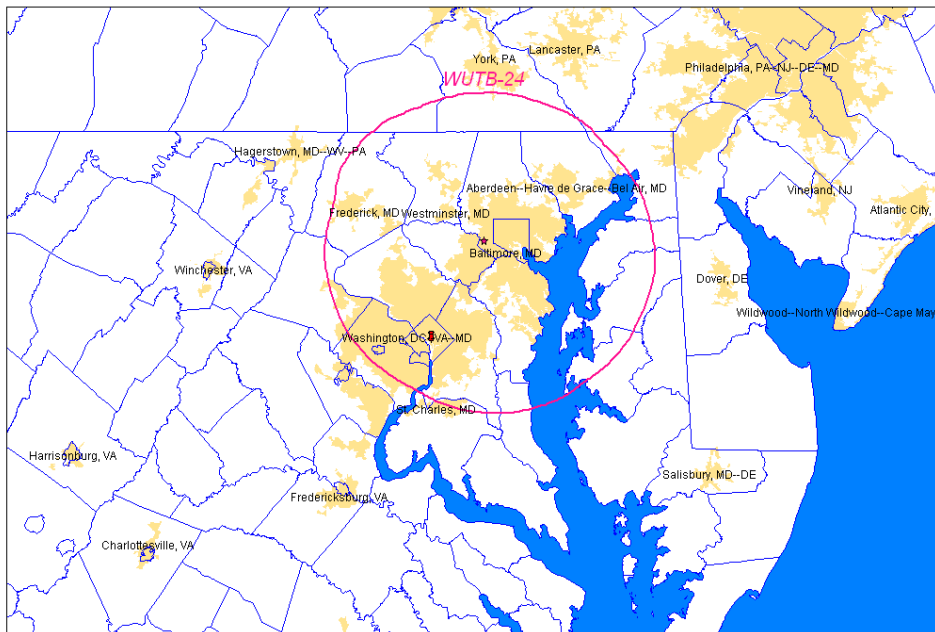 Lancaster, PA
York, PA
Philadelphia, PA--NJ--DE--MD
WUTB-24
Hagerstown, MD--WV--PA
Aberdeen--Havre de Grace--Bel Air, MD
Vineland, NJ
Frederick, MD
Westminster, MD
Atlantic City,
Baltimore, MD
Winchester, VA
Dover, DE
Wildwood--North Wildwood--Cape May
Washington, DC--VA--MD
St. Charles, MD
Harrisonburg, VA
Salisbury, MD--DE
Fredericksburg, VA
Charlottesville, VA